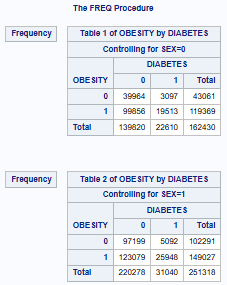 The FREQ Procedure
Frequency
Table 1 of OBESITY by DIABETES
Controlling for SEX=0
DIABETES
OBESITY 0 1 Total
0 39964 3097 43061
1 99856 19513 119369
Total 139820 22610 162430
Frequency
Table 2 of OBESITY by DIABETES
Controlling for SEX=1
DIABETES
OBESITY 0 1 Total
0 97199 5092 102291
1 123079 25948 149027
Total 220278 31040 251318